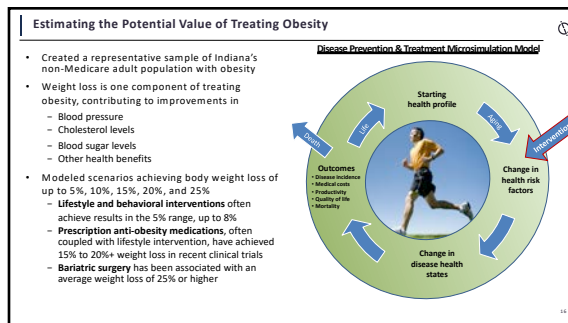 Estimating the Potential Value of Treating Obesity
• Created a representative sample of Indiana's
non-Medicare adult population with obesity
• Weight loss is one component of treating
obesity, contributing to improvements in
− Blood pressure
− Cholesterol levels
− Blood sugar levels
− Other health benefits
• Modeled scenarios achieving body weight loss of
up to 5%, 10%, 15%, 20%, and 25%
− Lifestyle and behavioral interventions often
achieve results in the 5% range, up to 8%
− Prescription anti-obesity medications, often
coupled with lifestyle intervention, have achieved
15% to 20%+ weight loss in recent clinical trials
− Bariatric surgery has been associated with an
average weight loss of 25% or higher
Disease Prevention & Treatment Microsimulation Model
Starting
health profile
Aging
Intervention
Change in
health risk
factors
Change in
disease health
states
Outcomes
• Disease incidence
• Medical costs
• Productivity
• Quality of life
• Mortality
Death
Life
16